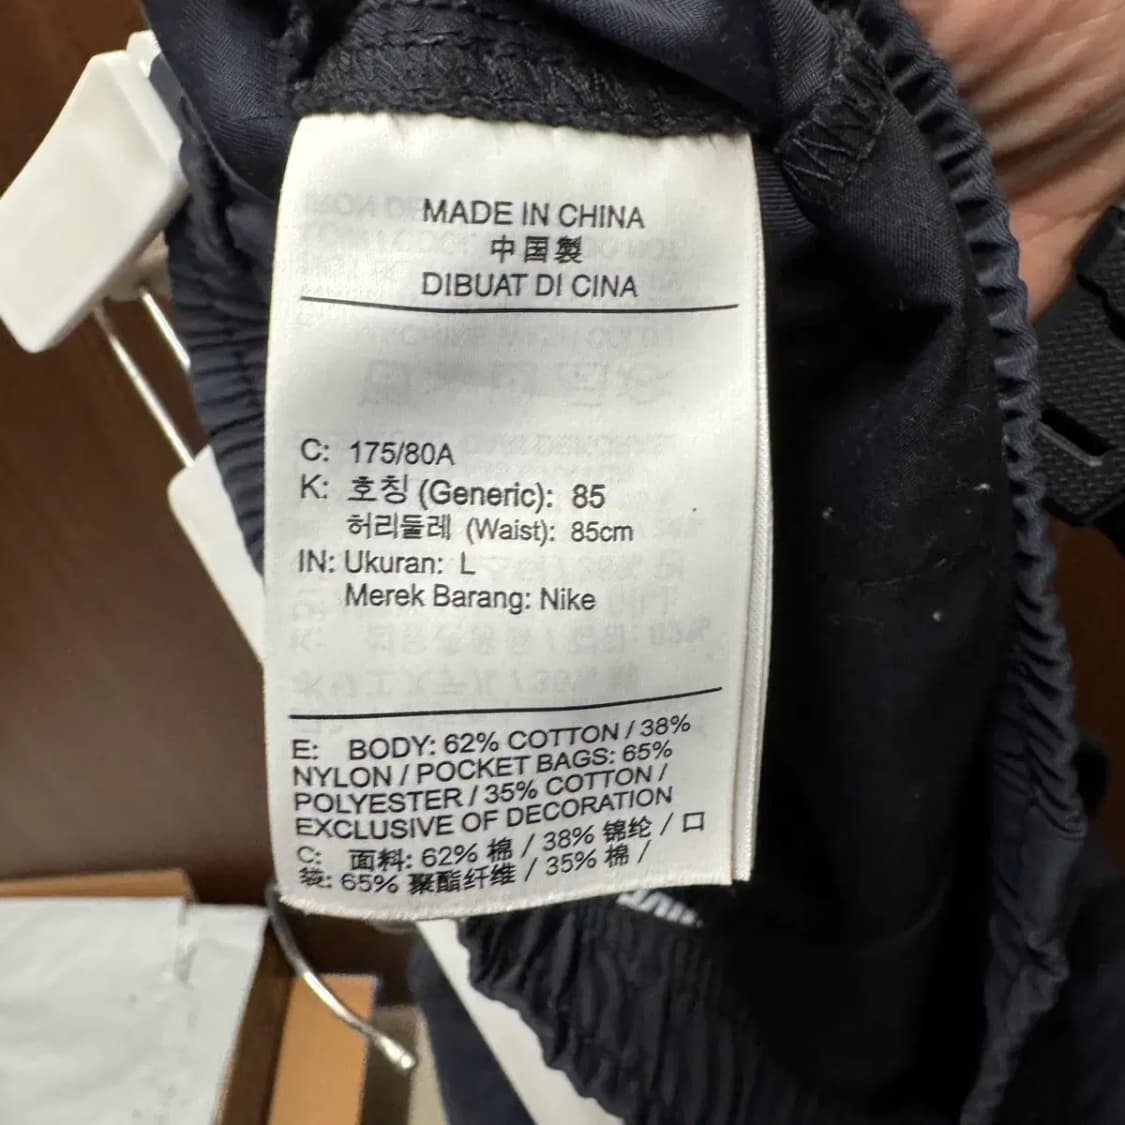 MADE IN CHINA
中国製
DIBUAT DI CINA
C: 175/80A
K: 호칭 (Generic): 85
허리둘레 (Waist): 85cm
IN: Ukuran: L
Merek Barang: Nike
E: BODY: 62% COTTON / 38%
NYLON / POCKET BAGS: 65%
POLYESTER / 35% COTTON /
EXCLUSIVE OF DECORATION
C: 面料: 62% 棉 / 38% 锦纶 / 口
袋: 65% 聚酯纤维 / 35% 棉 /